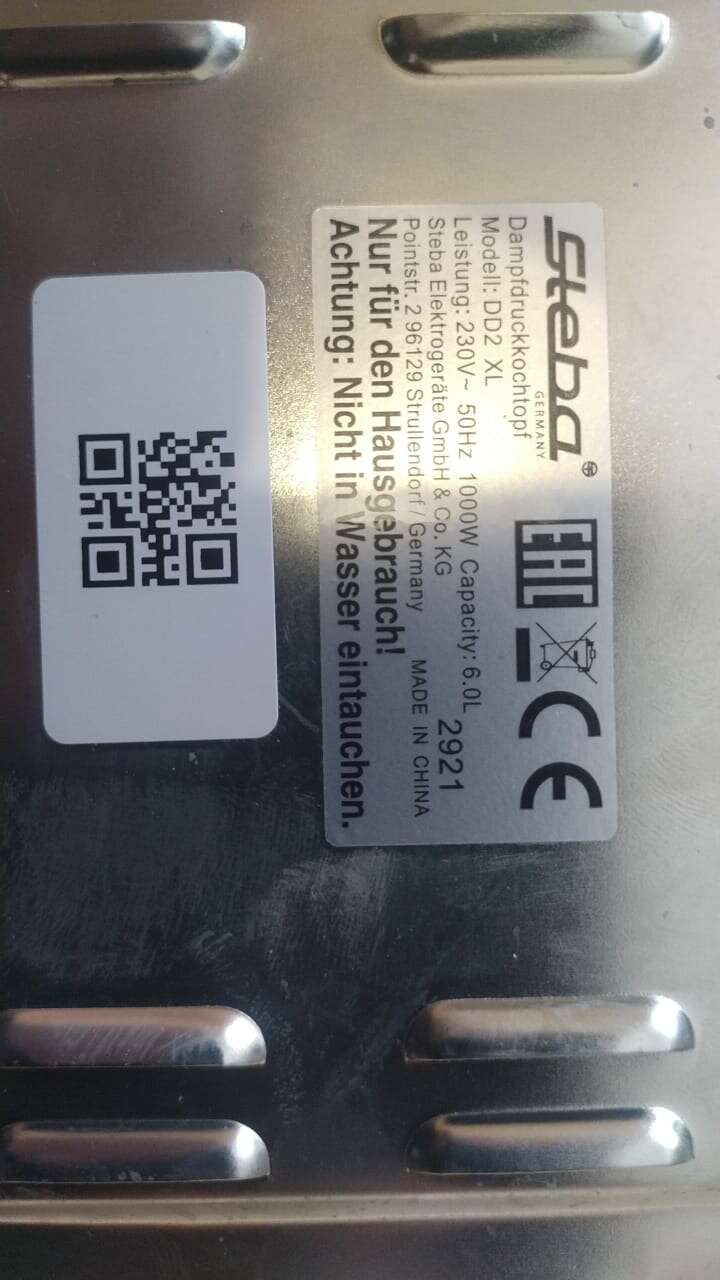 Steba
GERMANY
EAC
CE
Dampfdruckkochtopf
Modell: DD2 XL
Leistung: 230V~ 50Hz 1000W Capacity: 6.0L
Steba Elektrogeräte GmbH & Co. KG
2921
Pointstr. 2 96129 Strullendorf / Germany MADE IN CHINA
Nur für den Hausgebrauch!
Achtung: Nicht in Wasser eintauchen.